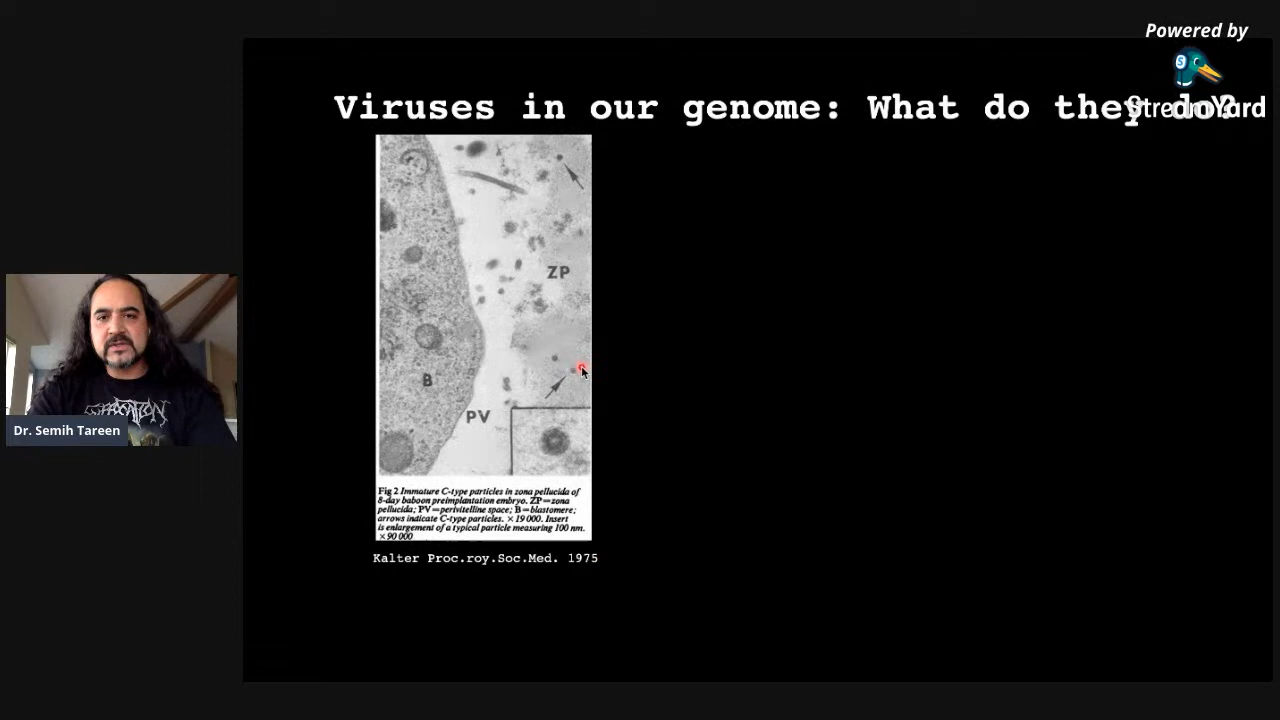 Powered by
StreamYard
Viruses in our genome: What do they do?
ZP
B
PV
Fig 2 Immature C-type particles in zona pellucida of
8-day baboon preimplantation embryo. ZP=zona
pellucida; PV=perivitelline space; B=blastomere;
arrows indicate C-type particles. ×19 000. Insert
is enlargement of a typical particle measuring 100 nm.
×90 000
Kalter Proc.roy.Soc.Med. 1975
SUFFOCATION
Dr. Semih Tareen